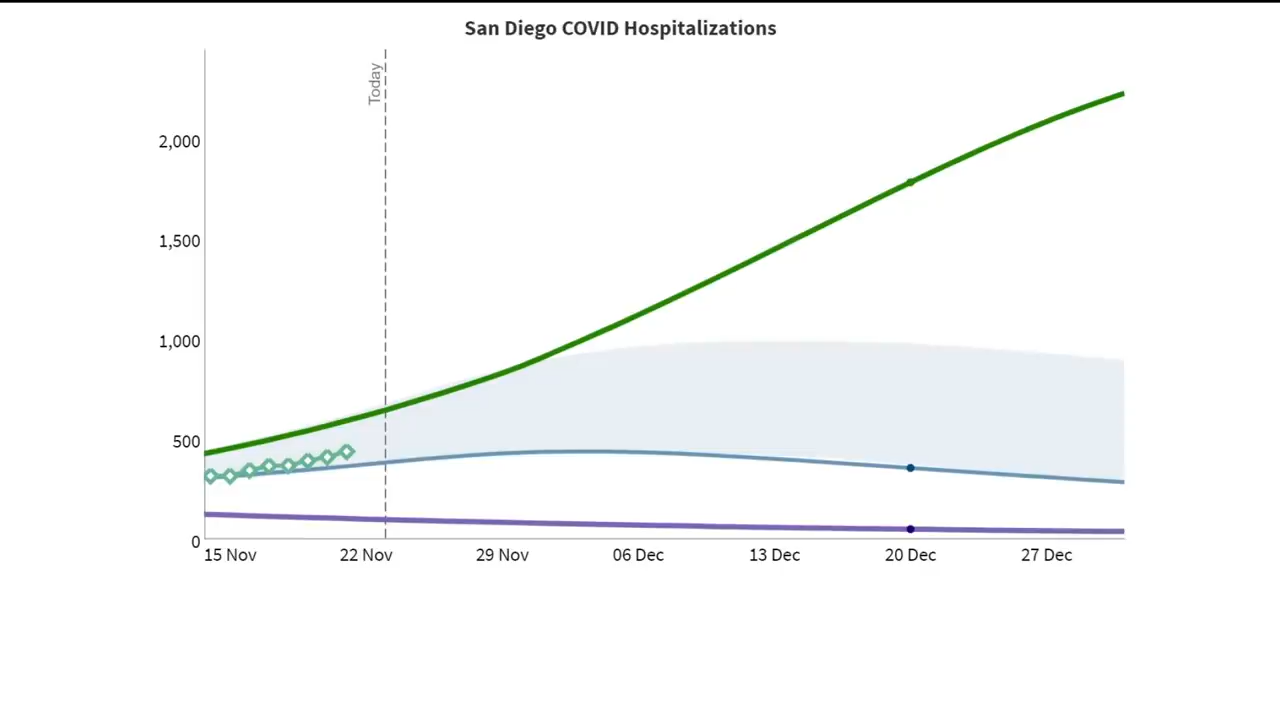 San Diego COVID Hospitalizations
Today
2,000
1,500
1,000
500
0
15 Nov
22 Nov
29 Nov
06 Dec
13 Dec
20 Dec
27 Dec